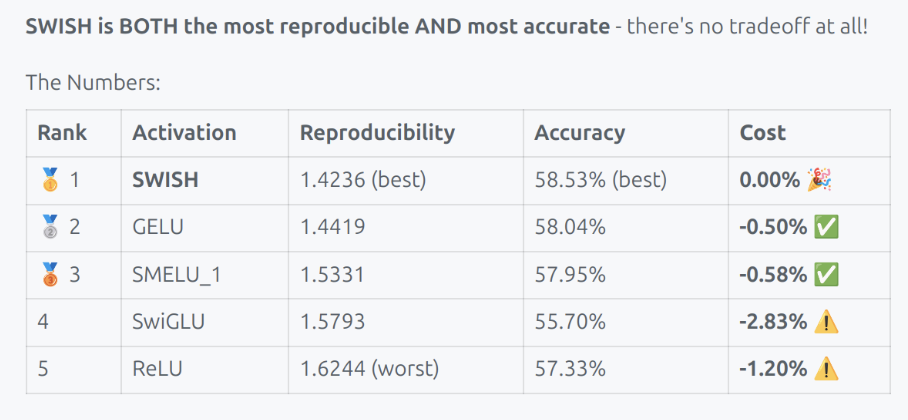 SWISH is BOTH the most reproducible AND most accurate - there's no tradeoff at all!
The Numbers:
Rank Activation Reproducibility Accuracy Cost
🥇 1 SWISH 1.4236 (best) 58.53% (best) 0.00% 🎉
🥈 2 GELU 1.4419 58.04% -0.50% ✅
🥉 3 SMELU_1 1.5331 57.95% -0.58% ✅
4 SwiGLU 1.5793 55.70% -2.83% ⚠️
5 ReLU 1.6244 (worst) 57.33% -1.20% ⚠️